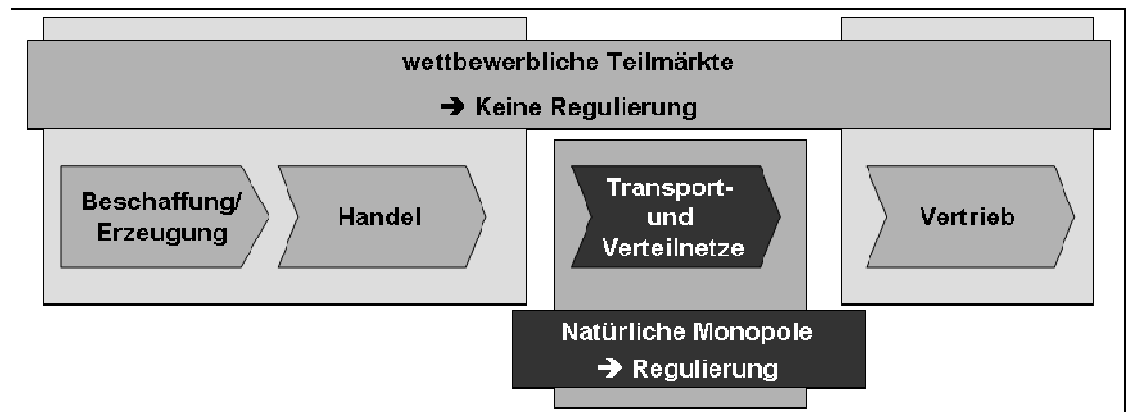 wettbewerbliche Teilmärkte
➔ Keine Regulierung
Beschaffung/
Erzeugung
Handel
Transport-
und
Verteilnetze
Vertrieb
Natürliche Monopole
➔ Regulierung